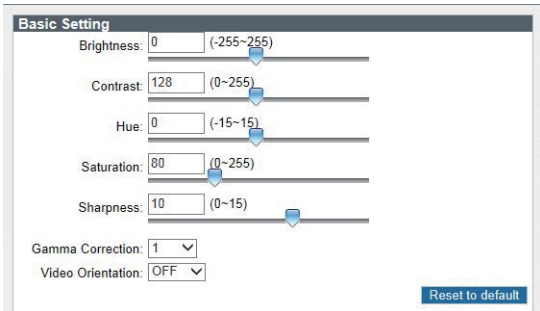 Basic Setting
Brightness: 0 (-255~255)
Contrast: 128 (0~255)
Hue: 0 (-15~15)
Saturation: 80 (0~255)
Sharpness: 10 (0~15)
Gamma Correction: 1
Video Orientation: OFF
Reset to default